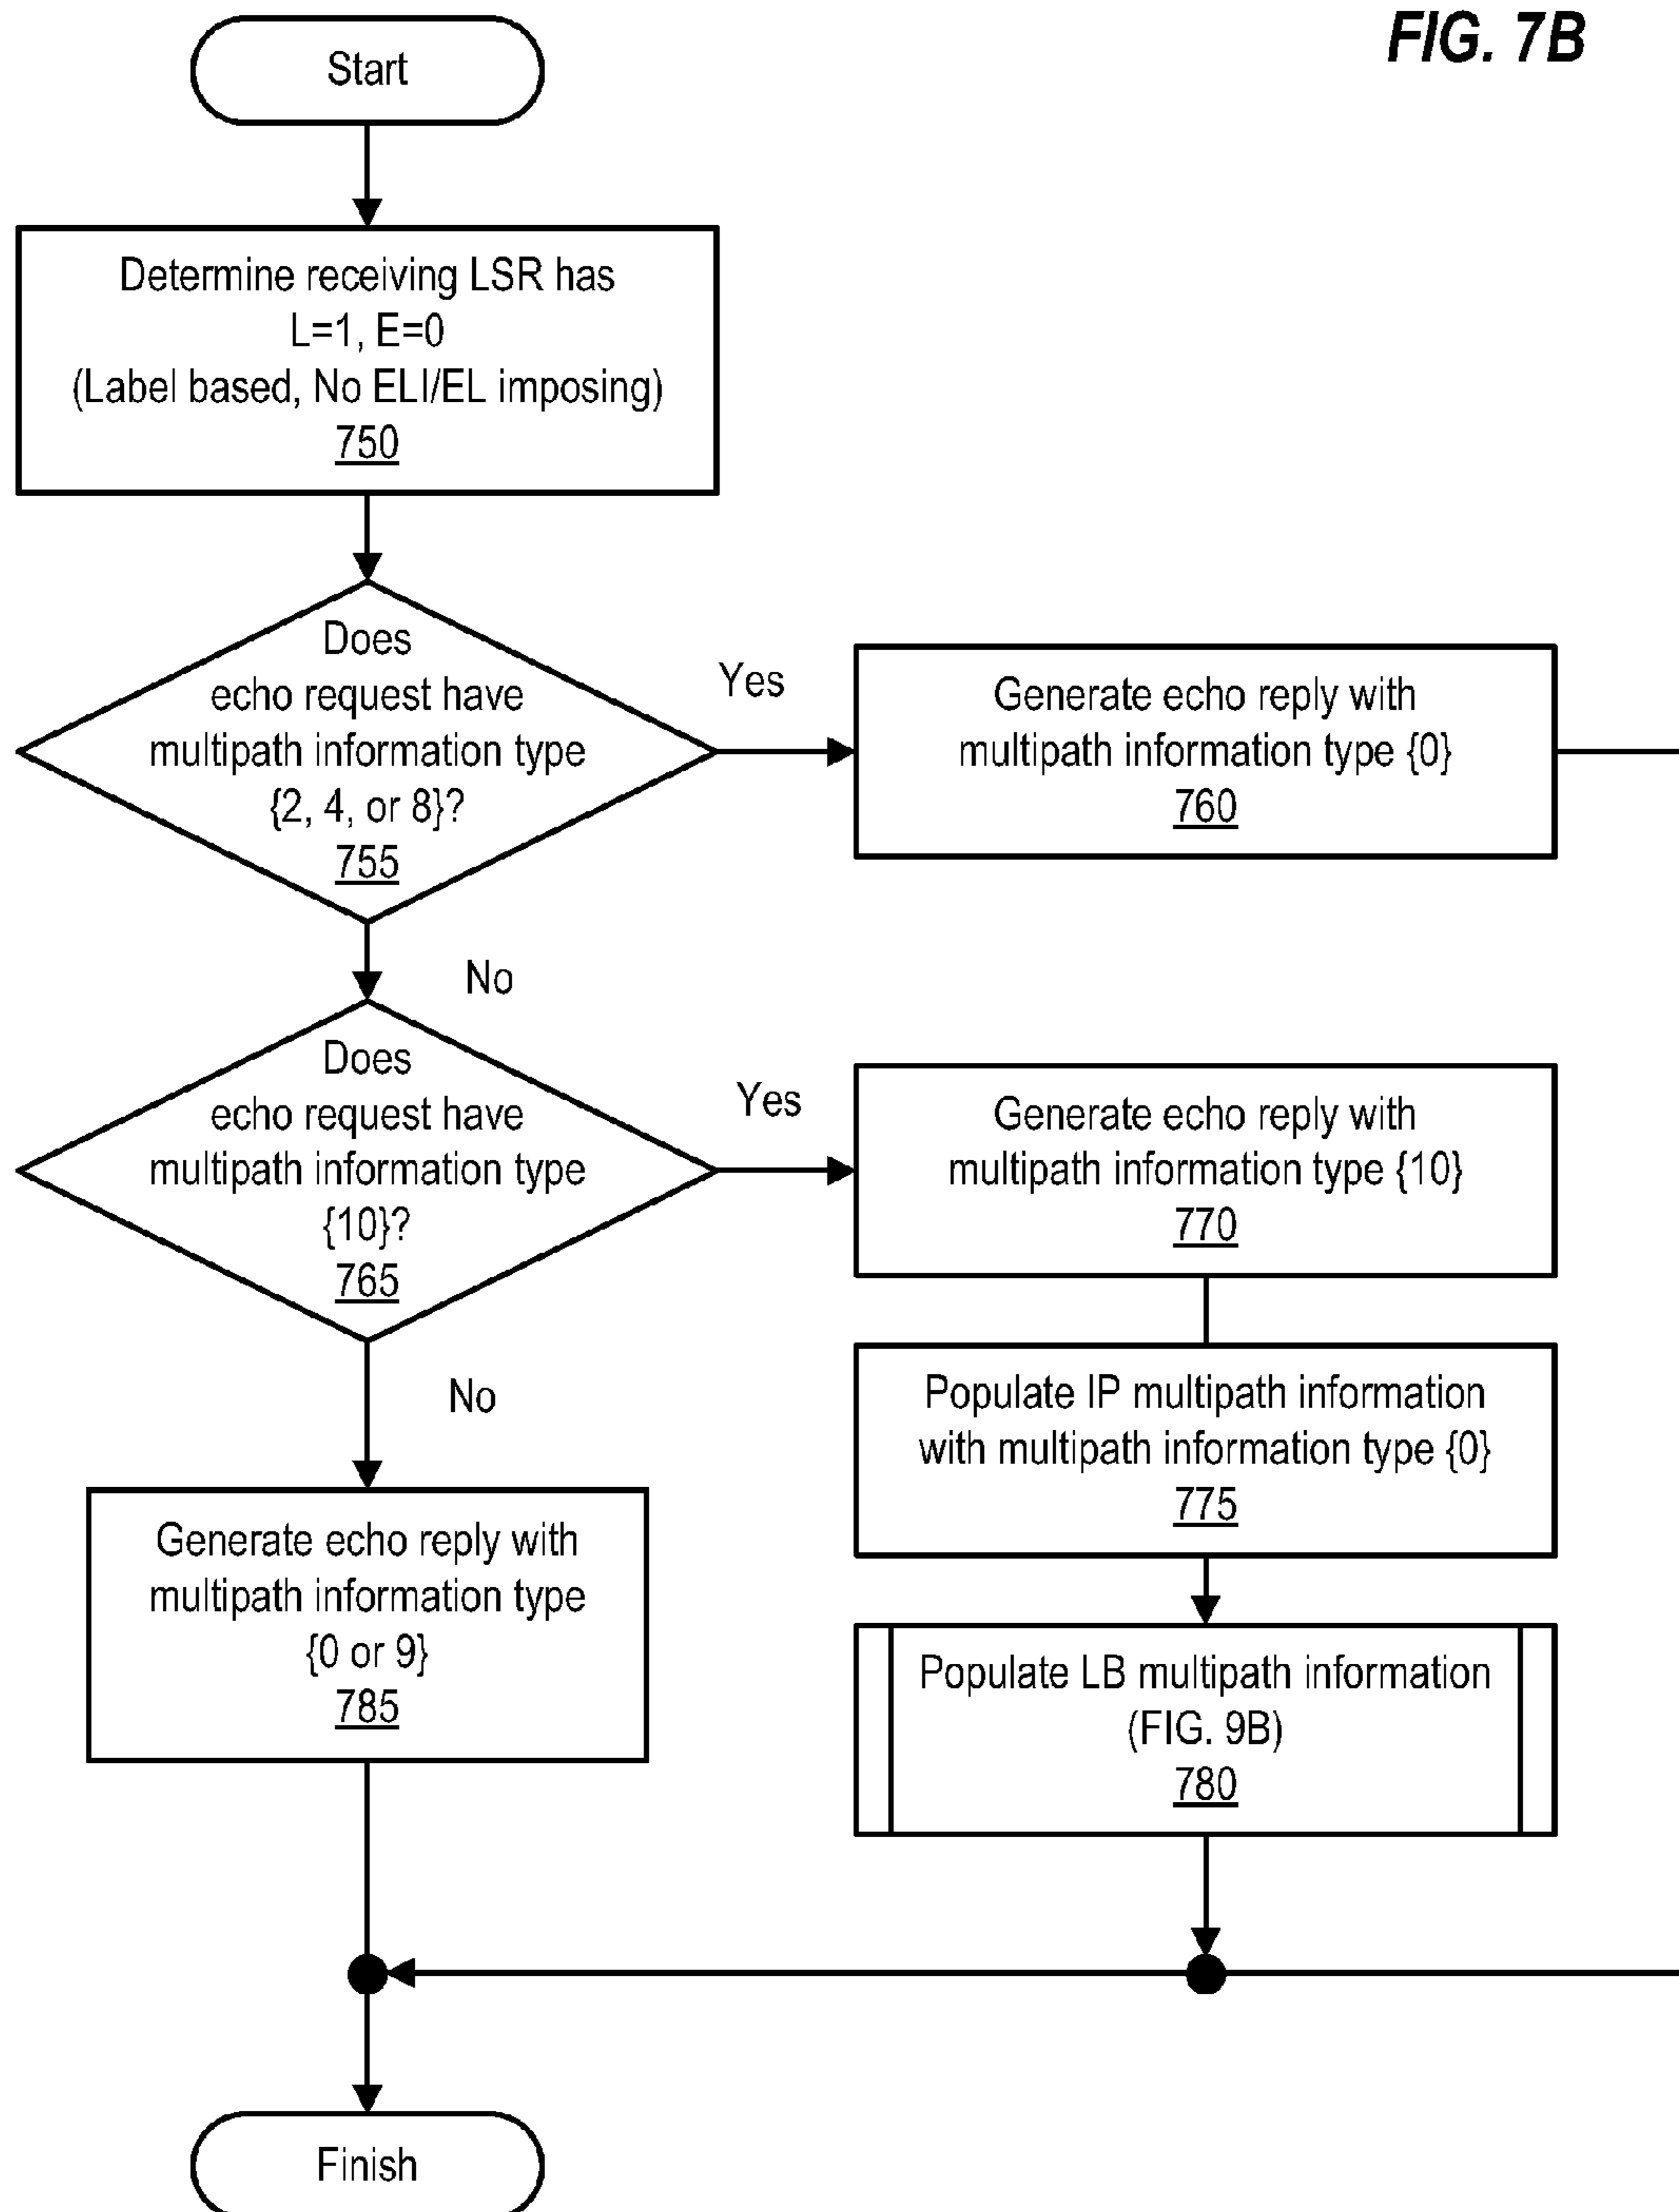 FIG. 7B
Start
Determine receiving LSR has
L=1, E=0
(Label based, No ELI/EL imposing)
750
Does
echo request have
multipath information type
{2, 4, or 8}?
755
Yes
Generate echo reply with
multipath information type {0}
760
No
Does
echo request have
multipath information type
{10}?
765
Yes
Generate echo reply with
multipath information type {10}
770
Populate IP multipath information
with multipath information type {0}
775
Populate LB multipath information
(FIG. 9B)
780
No
Generate echo reply with
multipath information type
{0 or 9}
785
Finish